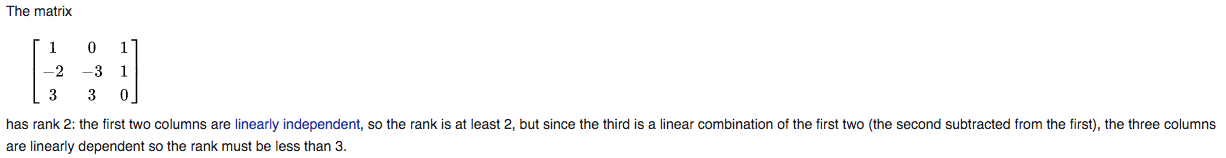 The matrix
1 0 1
−2 −3 1
3 3 0
has rank 2: the first two columns are linearly independent, so the rank is at least 2, but since the third is a linear combination of the first two (the second subtracted from the first), the three columns
are linearly dependent so the rank must be less than 3.